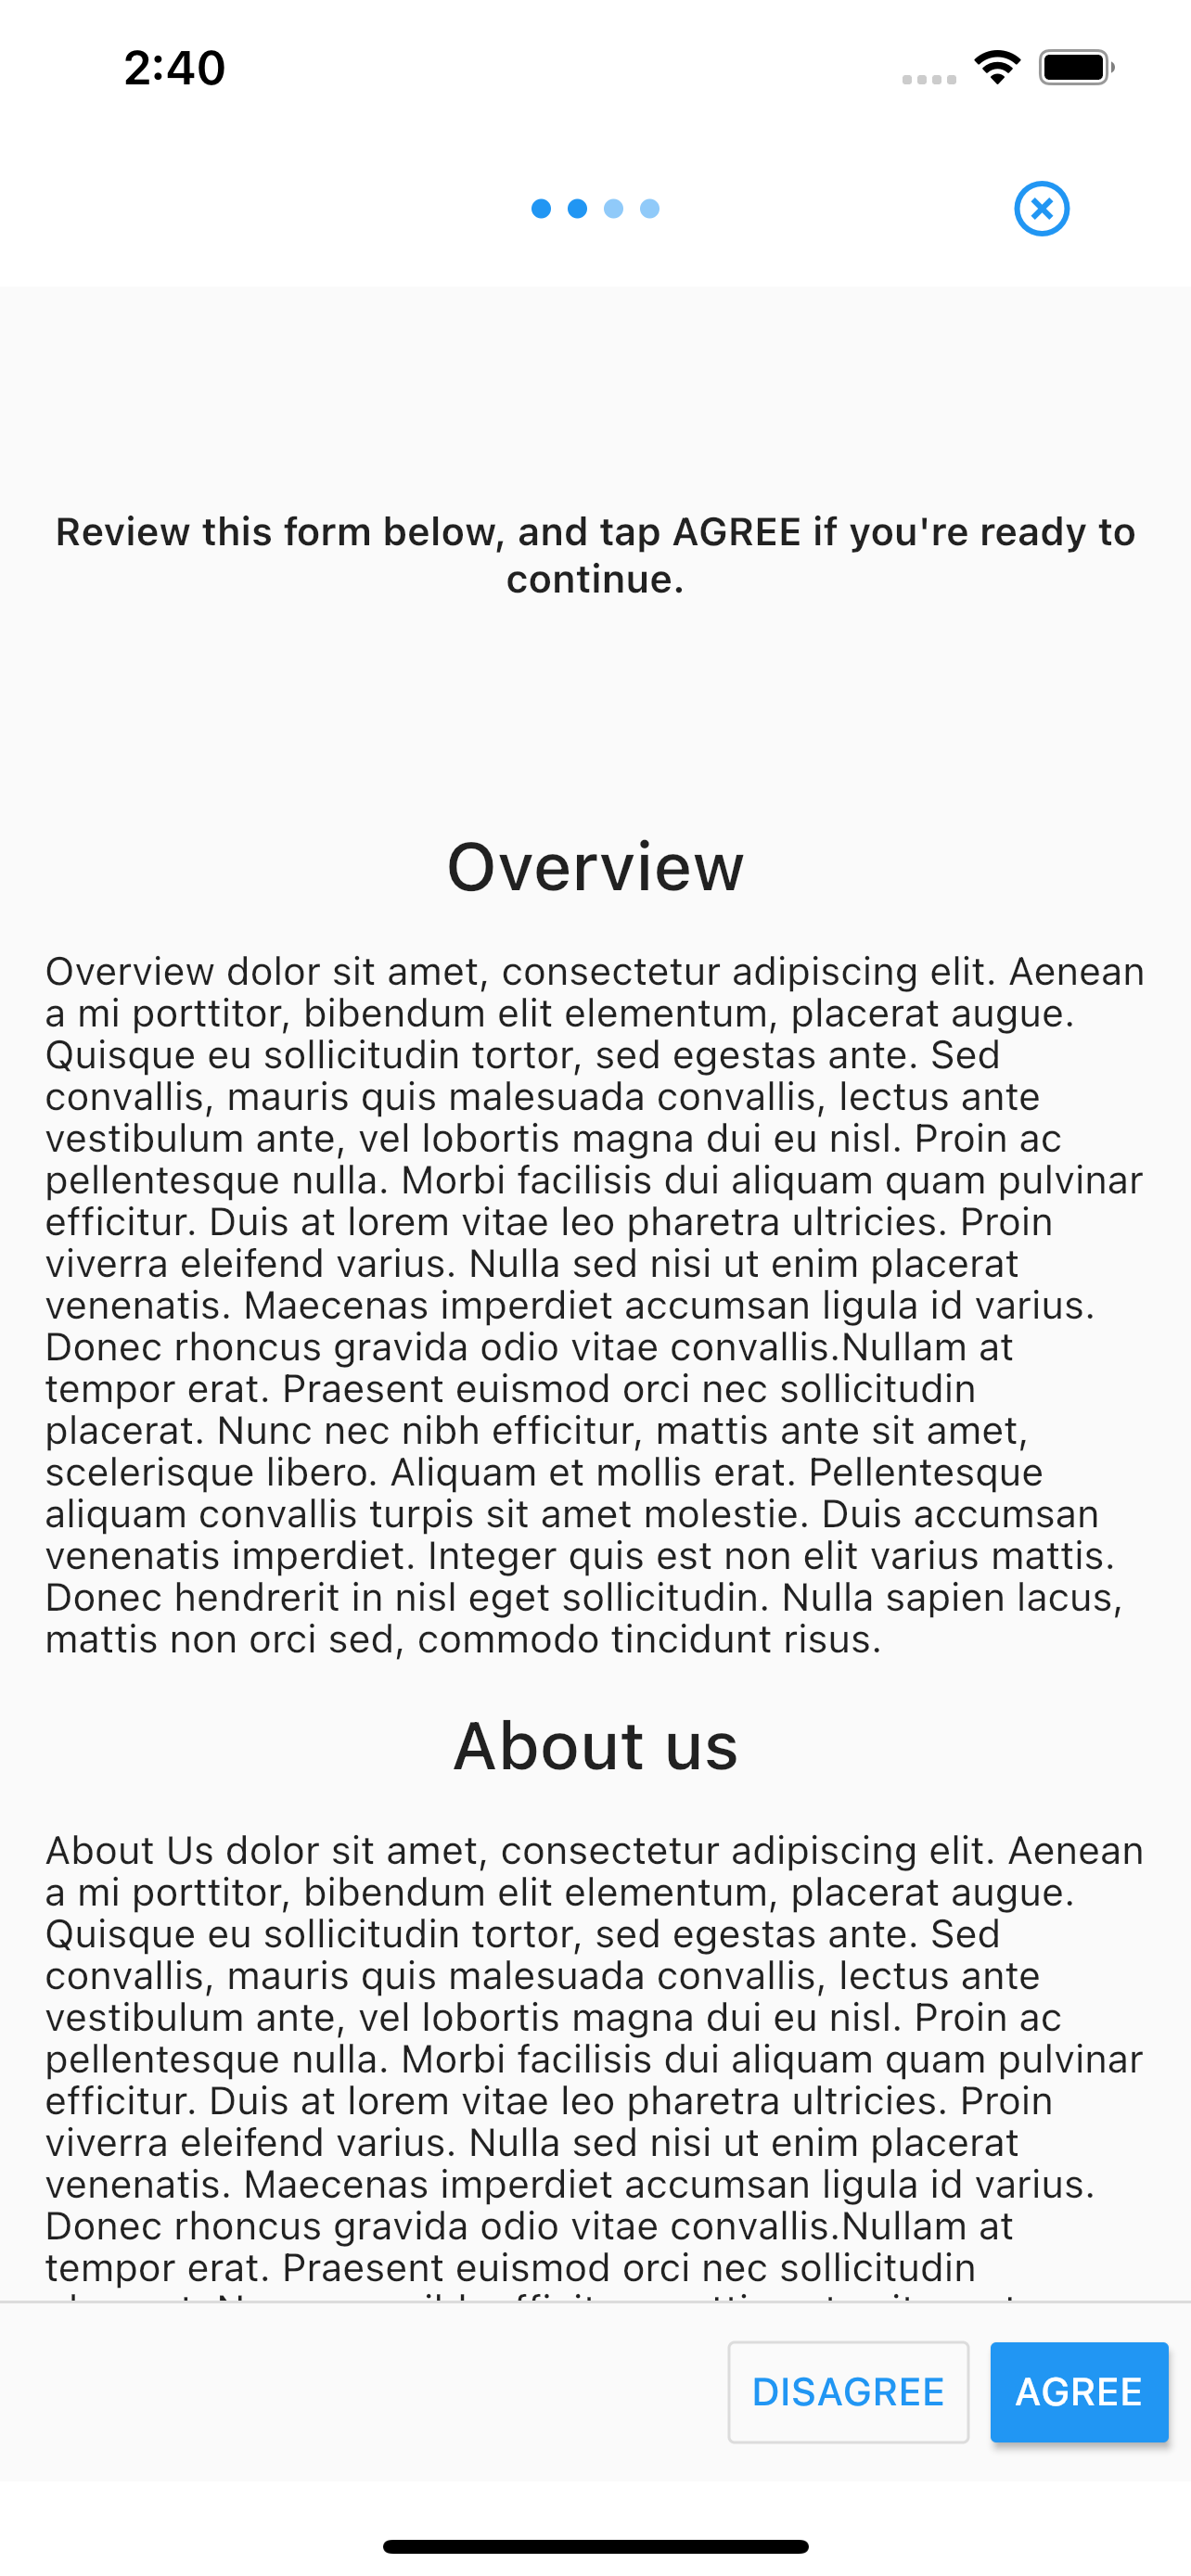 2:40
Review this form below, and tap AGREE if you're ready to
continue.
Overview
Overview dolor sit amet, consectetur adipiscing elit. Aenean
a mi porttitor, bibendum elit elementum, placerat augue.
Quisque eu sollicitudin tortor, sed egestas ante. Sed
convallis, mauris quis malesuada convallis, lectus ante
vestibulum ante, vel lobortis magna dui eu nisl. Proin ac
pellentesque nulla. Morbi facilisis dui aliquam quam pulvinar
efficitur. Duis at lorem vitae leo pharetra ultricies. Proin
viverra eleifend varius. Nulla sed nisi ut enim placerat
venenatis. Maecenas imperdiet accumsan ligula id varius.
Donec rhoncus gravida odio vitae convallis.Nullam at
tempor erat. Praesent euismod orci nec sollicitudin
placerat. Nunc nec nibh efficitur, mattis ante sit amet,
scelerisque libero. Aliquam et mollis erat. Pellentesque
aliquam convallis turpis sit amet molestie. Duis accumsan
venenatis imperdiet. Integer quis est non elit varius mattis.
Donec hendrerit in nisl eget sollicitudin. Nulla sapien lacus,
mattis non orci sed, commodo tincidunt risus.
About us
About Us dolor sit amet, consectetur adipiscing elit. Aenean
a mi porttitor, bibendum elit elementum, placerat augue.
Quisque eu sollicitudin tortor, sed egestas ante. Sed
convallis, mauris quis malesuada convallis, lectus ante
vestibulum ante, vel lobortis magna dui eu nisl. Proin ac
pellentesque nulla. Morbi facilisis dui aliquam quam pulvinar
efficitur. Duis at lorem vitae leo pharetra ultricies. Proin
viverra eleifend varius. Nulla sed nisi ut enim placerat
venenatis. Maecenas imperdiet accumsan ligula id varius.
Donec rhoncus gravida odio vitae convallis.Nullam at
tempor erat. Praesent euismod orci nec sollicitudin
DISAGREE
AGREE